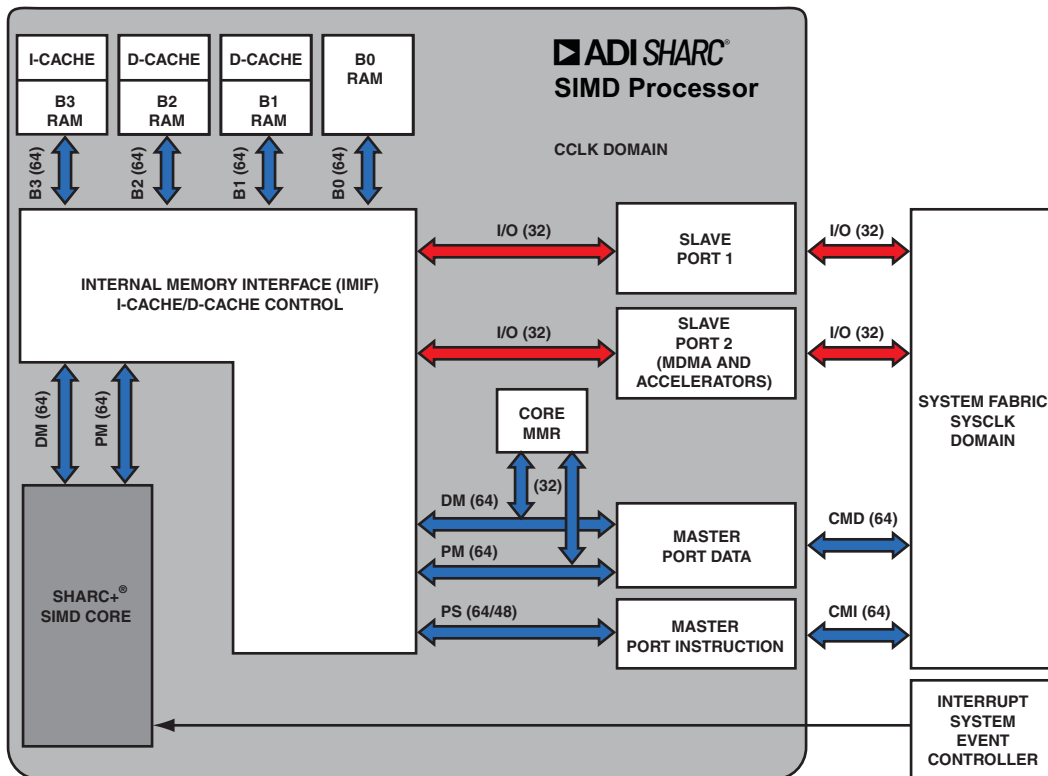 ADI SHARC®
SIMD Processor
CCLK DOMAIN
I-CACHE
B3
RAM
D-CACHE
B2
RAM
D-CACHE
B1
RAM
B0
RAM
B3 (64)
B2 (64)
B1 (64)
B0 (64)
INTERNAL MEMORY INTERFACE (IMIF)
I-CACHE/D-CACHE CONTROL
I/O (32)
SLAVE
PORT 1
I/O (32)
I/O (32)
SLAVE
PORT 2
(MDMA AND
ACCELERATORS)
I/O (32)
SYSTEM FABRIC
SYSCLK
DOMAIN
DM (64)
PM (64)
CORE
MMR
(32)
DM (64)
PM (64)
MASTER
PORT DATA
CMD (64)
PS (64/48)
MASTER
PORT INSTRUCTION
CMI (64)
SHARC+®
SIMD CORE
INTERRUPT
SYSTEM
EVENT
CONTROLLER